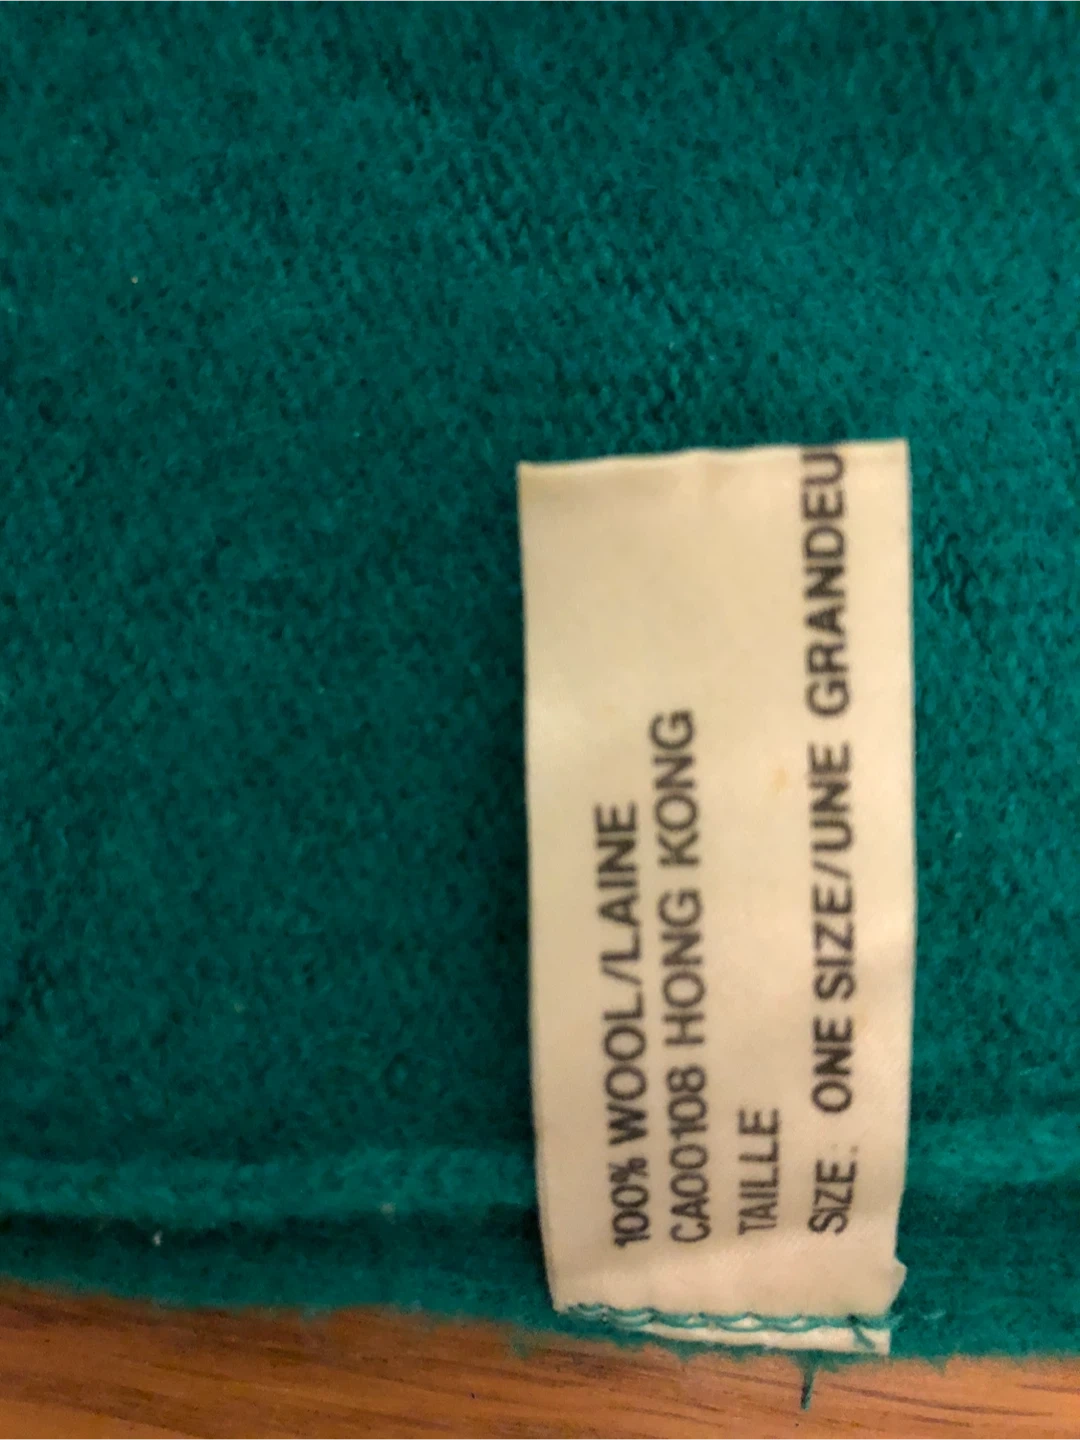 100% WOOL/LAINE
CA00108 HONG KONG
TAILLE
SIZE: ONE SIZE/UNE GRANDEU